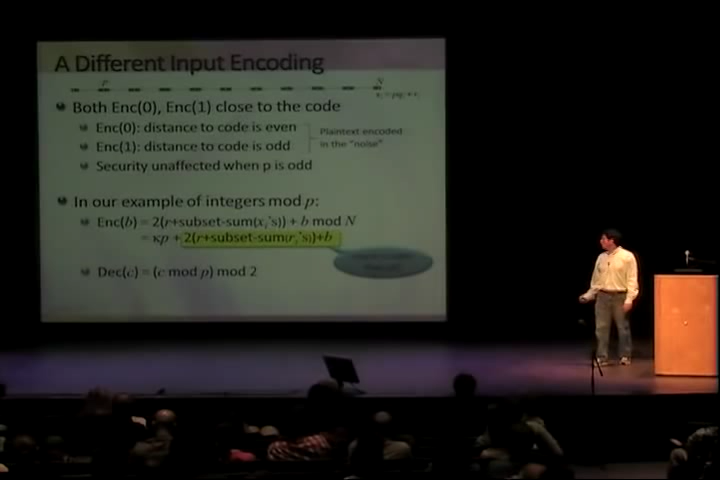 A Different Input Encoding
p
N
Both Enc(0), Enc(1) close to the code
Enc(0): distance to code is even
Enc(1): distance to code is odd
Plaintext encoded
in the "noise"
Security unaffected when p is odd
In our example of integers mod p:
Enc(b) = 2(r+subset-sum(xᵢ's)) + b mod N
= κp + 2(r+subset-sum(rᵢ's))+b
Dec(c) = (c mod p) mod 2